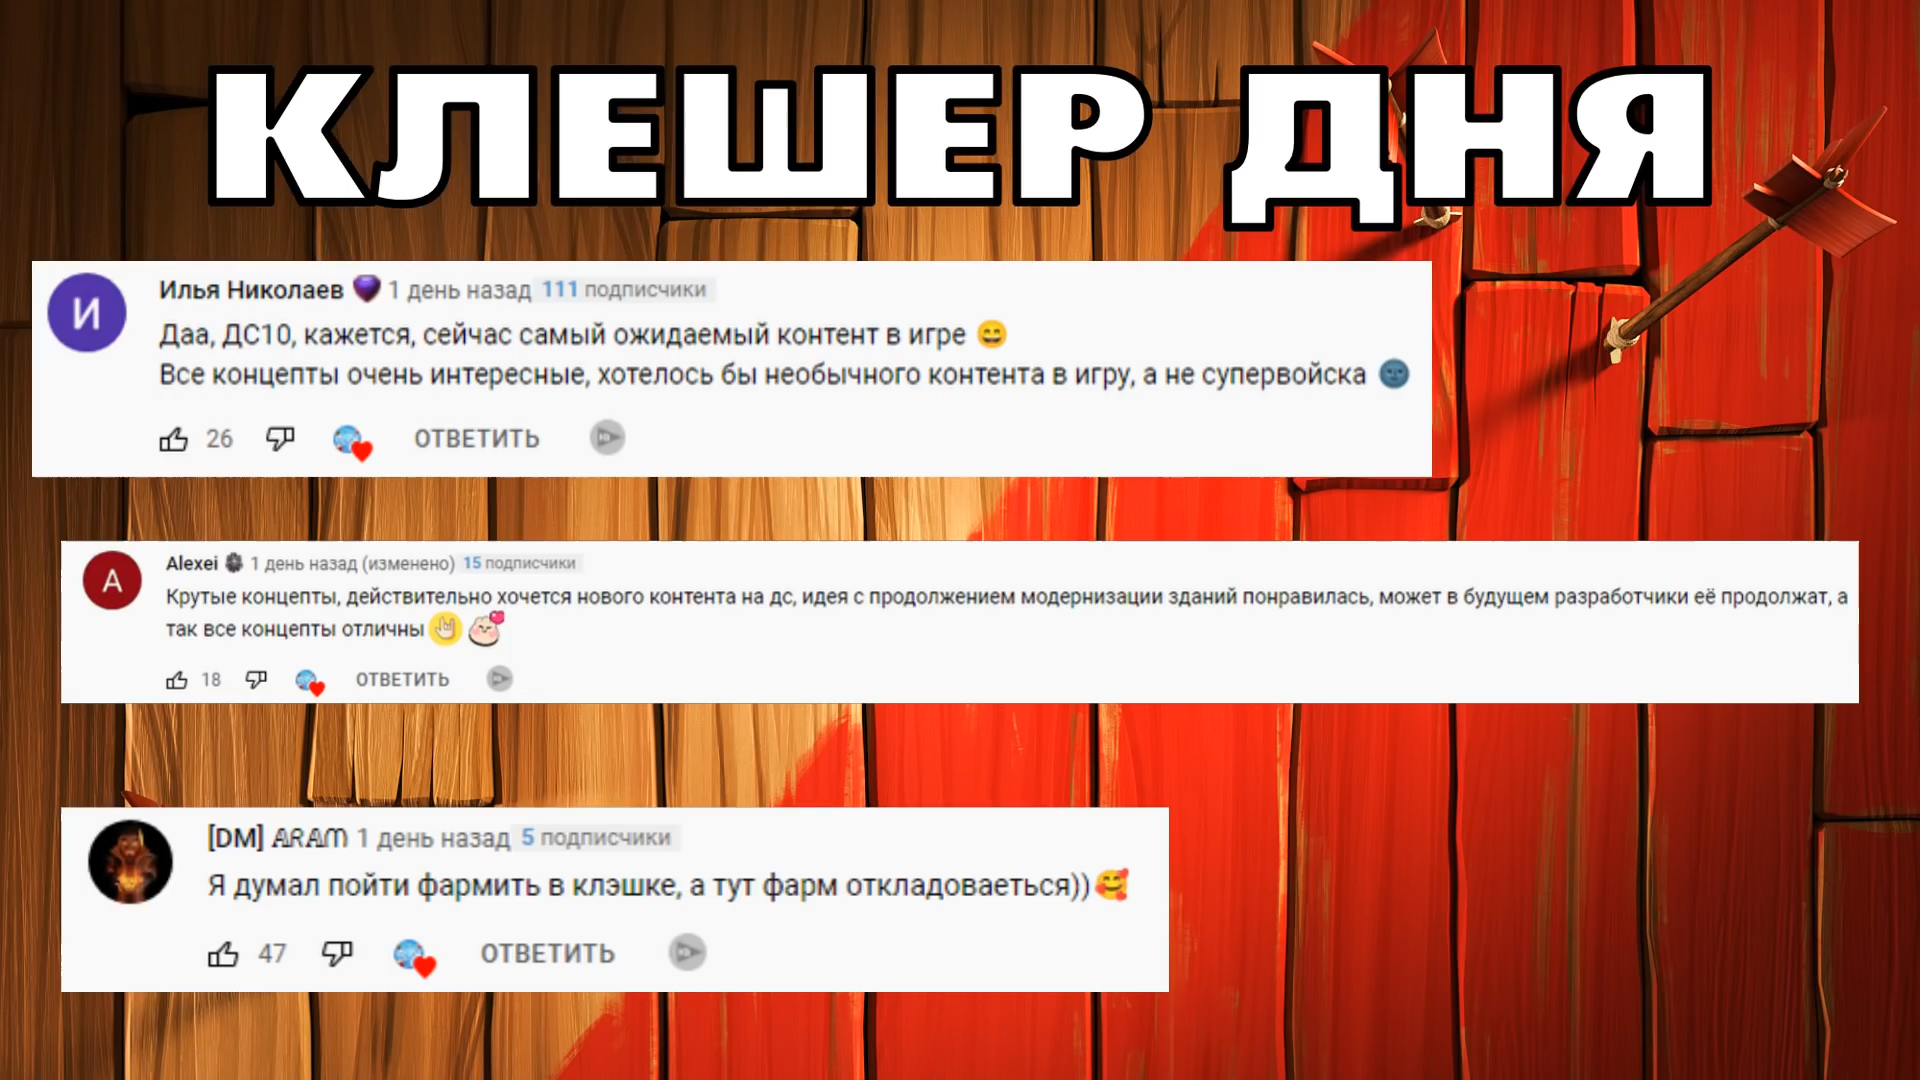 КЛЕШЕР ДНЯ
И
Илья Николаев 💜 1 день назад 111 подписчики
Даа, ДС10, кажется, сейчас самый ожидаемый контент в игре 😄
Все концепты очень интересные, хотелось бы необычного контента в игру, а не супервойска 🌚
26 ОТВЕТИТЬ
A
Alexei 1 день назад (изменено) 15 подписчики
Крутые концепты, действительно хочется нового контента на дс, идея с продолжением модернизации зданий понравилась, может в будущем разработчики её продолжат, а
так все концепты отличны
18 ОТВЕТИТЬ
[DM] ARAM 1 день назад 5 подписчики
Я думал пойти фармить в клэшке, а тут фарм откладоваеться))🥰
47 ОТВЕТИТЬ